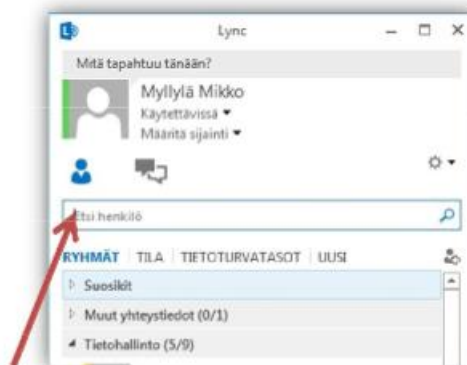 Lync
Mitä tapahtuu tänään?
Myllylä Mikko
Käytettävissä
Määritä sijainti
Etsi henkilö
RYHMÄT TILA TIETOTURVATASOT UUSI
Suosikit
Muut yhteystiedot (0/1)
Tietohallinto (5/9)